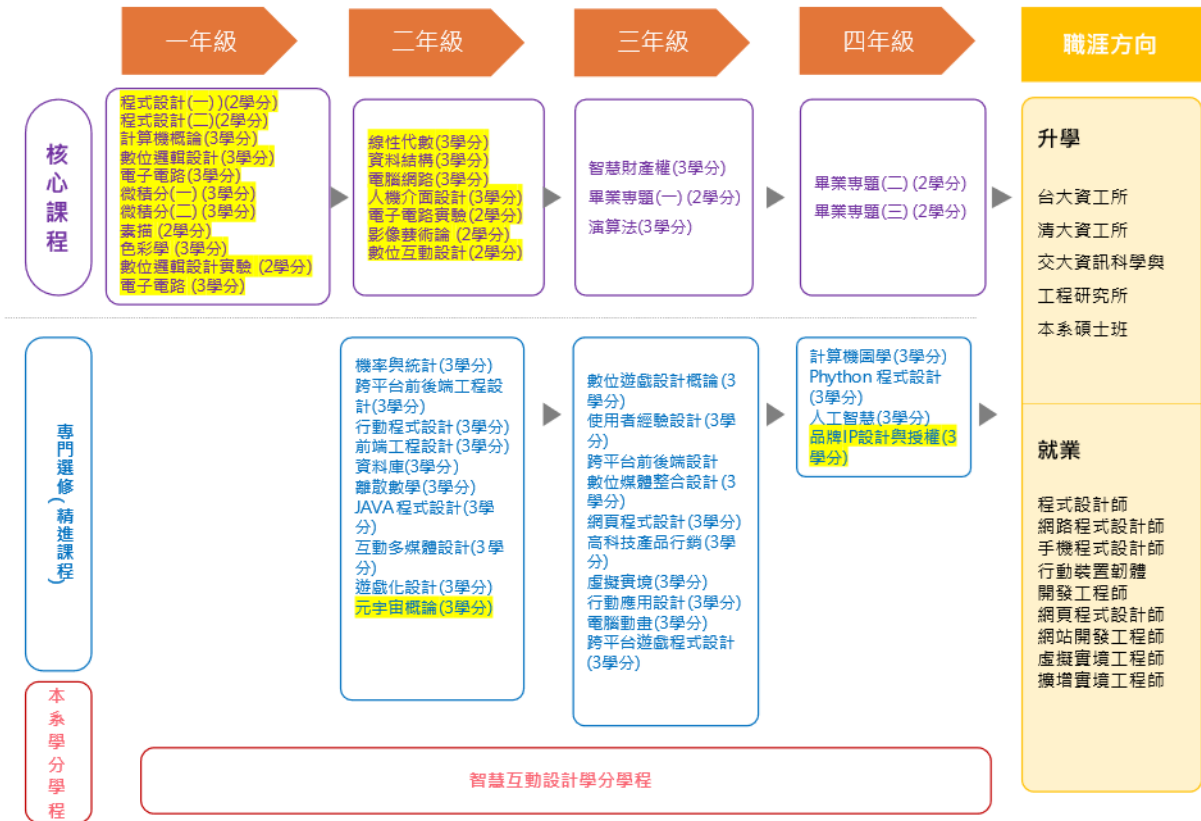 一年級
二年級
三年級
四年級
職涯方向
核心課程
程式設計(一) )(2學分)
程式設計(二)(2學分)
計算機概論(3學分)
數位邏輯設計(3學分)
電子電路(3學分)
微積分(一) (3學分)
微積分(二) (3學分)
素描 (2學分)
色彩學 (3學分)
數位邏輯設計實驗 (2學分)
電子電路 (3學分)
線性代數(3學分)
資料結構(3學分)
電腦網路(3學分)
人機介面設計(3學分)
電子電路實驗(2學分)
影像藝術論 (2學分)
數位互動設計(2學分)
智慧財產權(3學分)
畢業專題(一) (2學分)
演算法(3學分)
畢業專題(二) (2學分)
畢業專題(三) (2學分)
升學
台大資工所
清大資工所
交大資訊科學與
工程研究所
本系碩士班
專門選修(精進課程)
機率與統計(3學分)
跨平台前後端工程設
計(3學分)
行動程式設計(3學分)
前端工程設計(3學分)
資料庫(3學分)
離散數學(3學分)
JAVA 程式設計(3學
分)
互動多媒體設計(3學
分)
遊戲化設計(3學分)
元宇宙概論(3學分)
數位遊戲設計概論(3
學分)
使用者經驗設計(3學
分)
跨平台前後端設計
數位媒體整合設計(3
學分)
網頁程式設計(3學分)
高科技產品行銷(3學
分)
虛擬實境(3學分)
行動應用設計(3學分)
電腦動畫(3學分)
跨平台遊戲程式設計
(3學分)
計算機圖學(3學分)
Phython 程式設計
(3學分)
人工智慧(3學分)
品牌IP設計與授權(3
學分)
就業
程式設計師
網路程式設計師
手機程式設計師
行動裝置韌體
開發工程師
網頁程式設計師
網站開發工程師
虛擬實境工程師
擴增實境工程師
本系學分學程
智慧互動設計學分學程